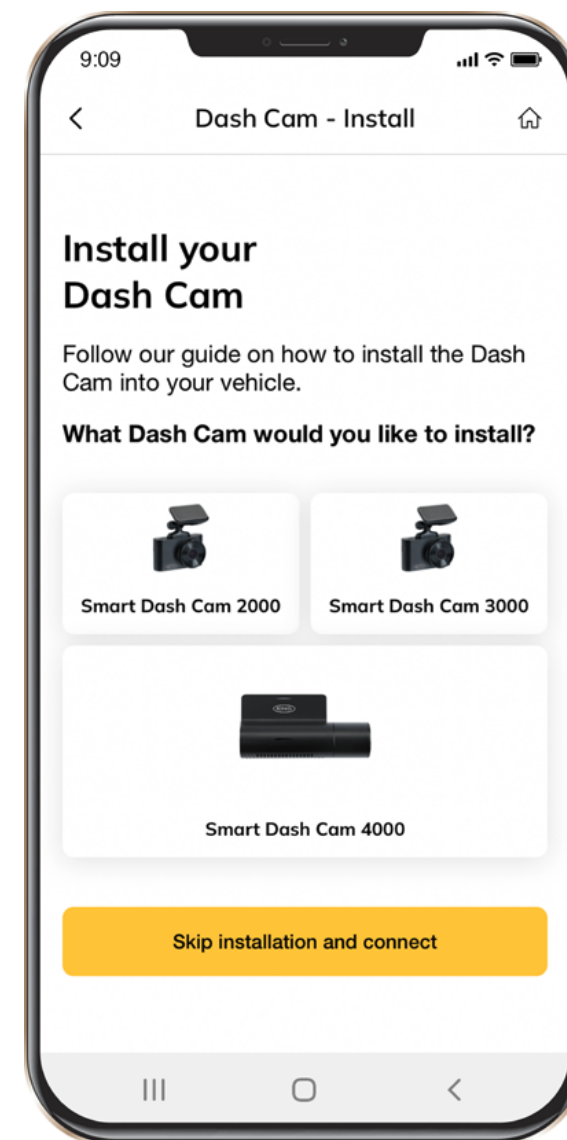 9:09
Dash Cam - Install
Install your
Dash Cam
Follow our guide on how to install the Dash
Cam into your vehicle.
What Dash Cam would you like to install?
Smart Dash Cam 2000
Smart Dash Cam 3000
Smart Dash Cam 4000
Skip installation and connect